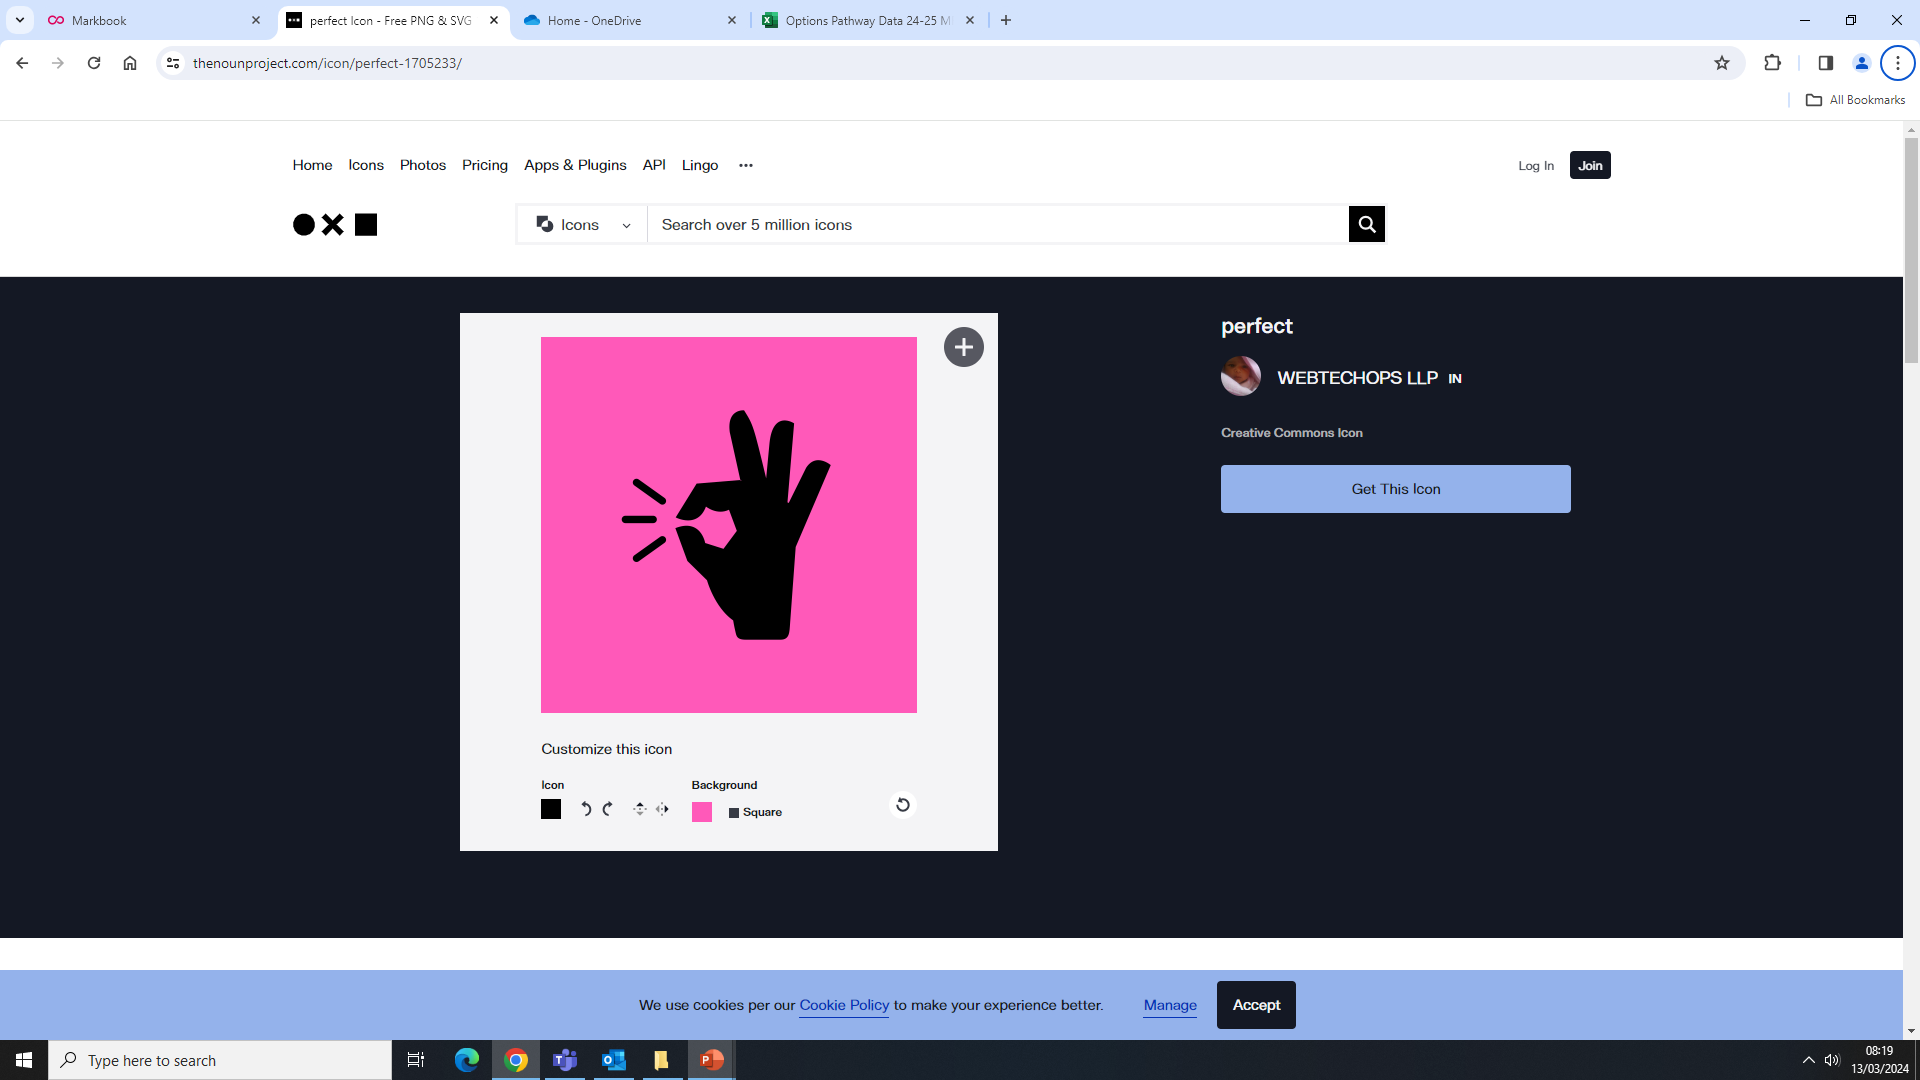 Markbook
perfect Icon - Free PNG & SVG
Home - OneDrive
Options Pathway Data 24-25 M
thenounproject.com/icon/perfect-1705233/
All Bookmarks
Home Icons Photos Pricing Apps & Plugins API Lingo ···
Log In Join
Icons Search over 5 million icons
perfect
WEBTECHOPS LLP IN
Creative Commons Icon
Get This Icon
Customize this icon
Icon Background
Square
We use cookies per our Cookie Policy to make your experience better. Manage Accept
Type here to search
08:19
13/03/2024